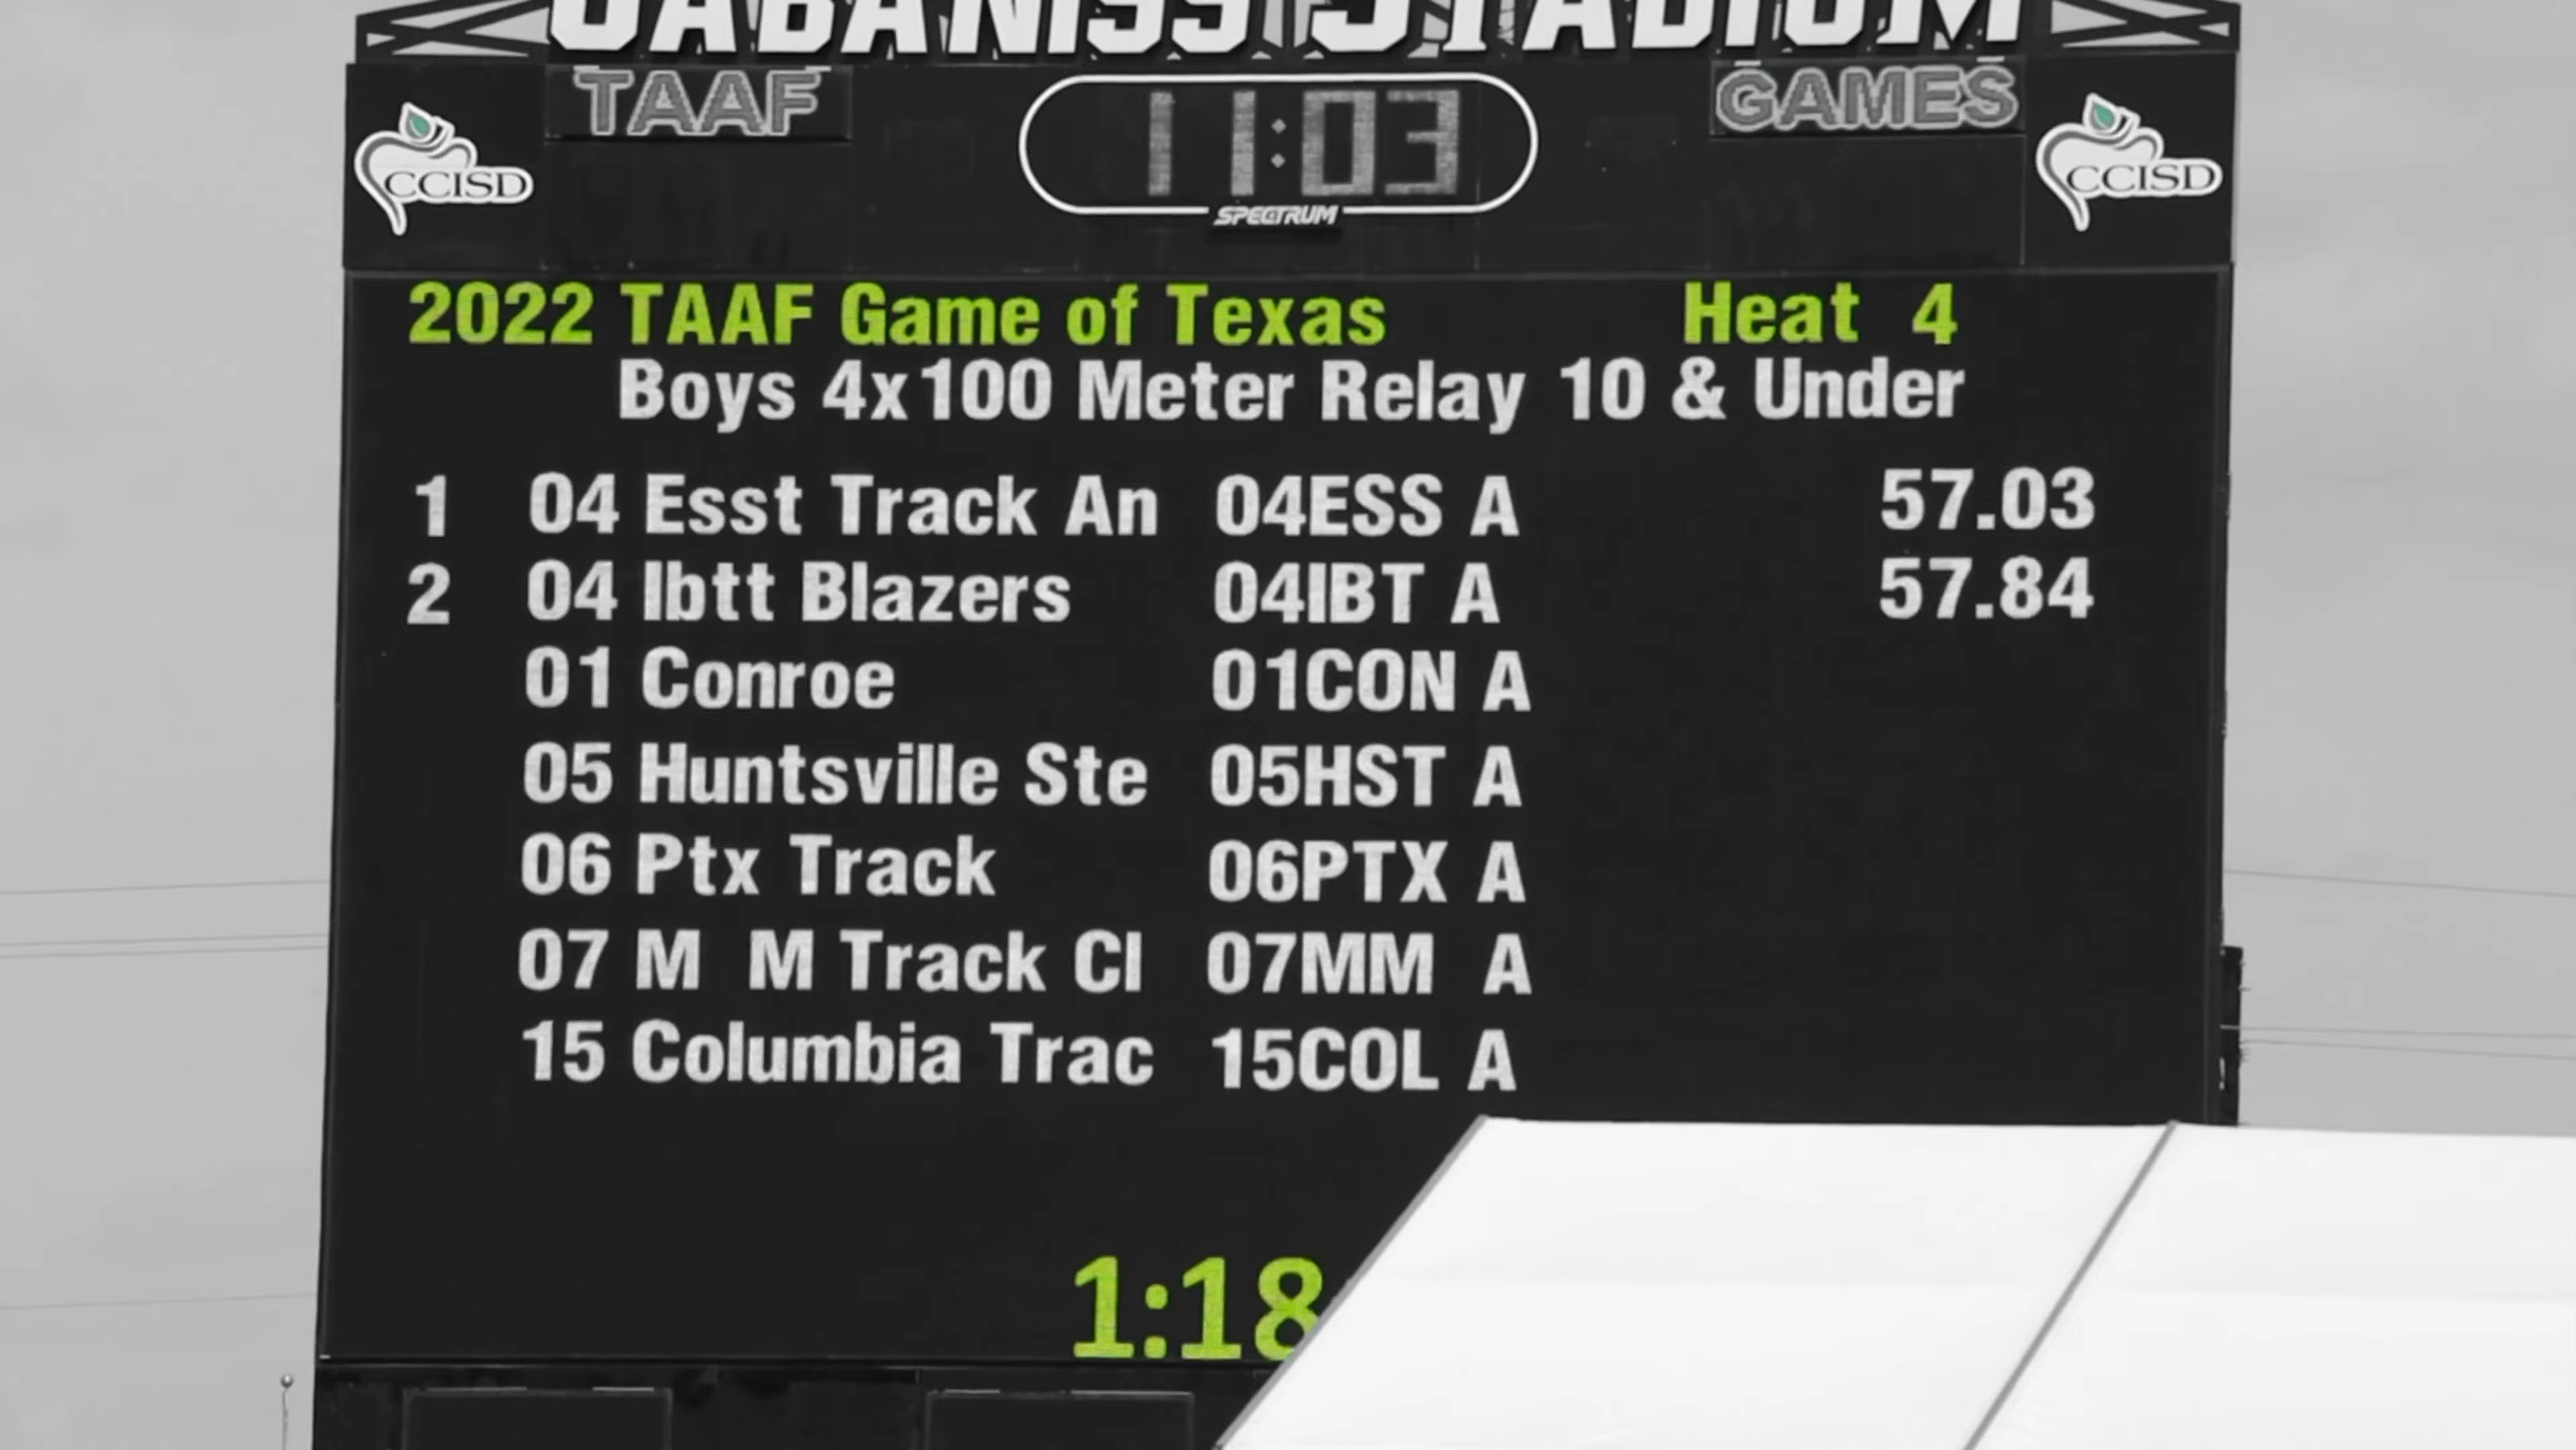 CABANISS STADIUM
TAAF 11:03 GAMES
CCISD CCISD
SPECTRUM
2022 TAAF Game of Texas Heat 4
Boys 4x100 Meter Relay 10 & Under
1 04 Esst Track An 04ESS A 57.03
2 04 Ibtt Blazers 04IBT A 57.84
01 Conroe 01CON A
05 Huntsville Ste 05HST A
06 Ptx Track 06PTX A
07 M M Track Cl 07MM A
15 Columbia Trac 15COL A
1:18